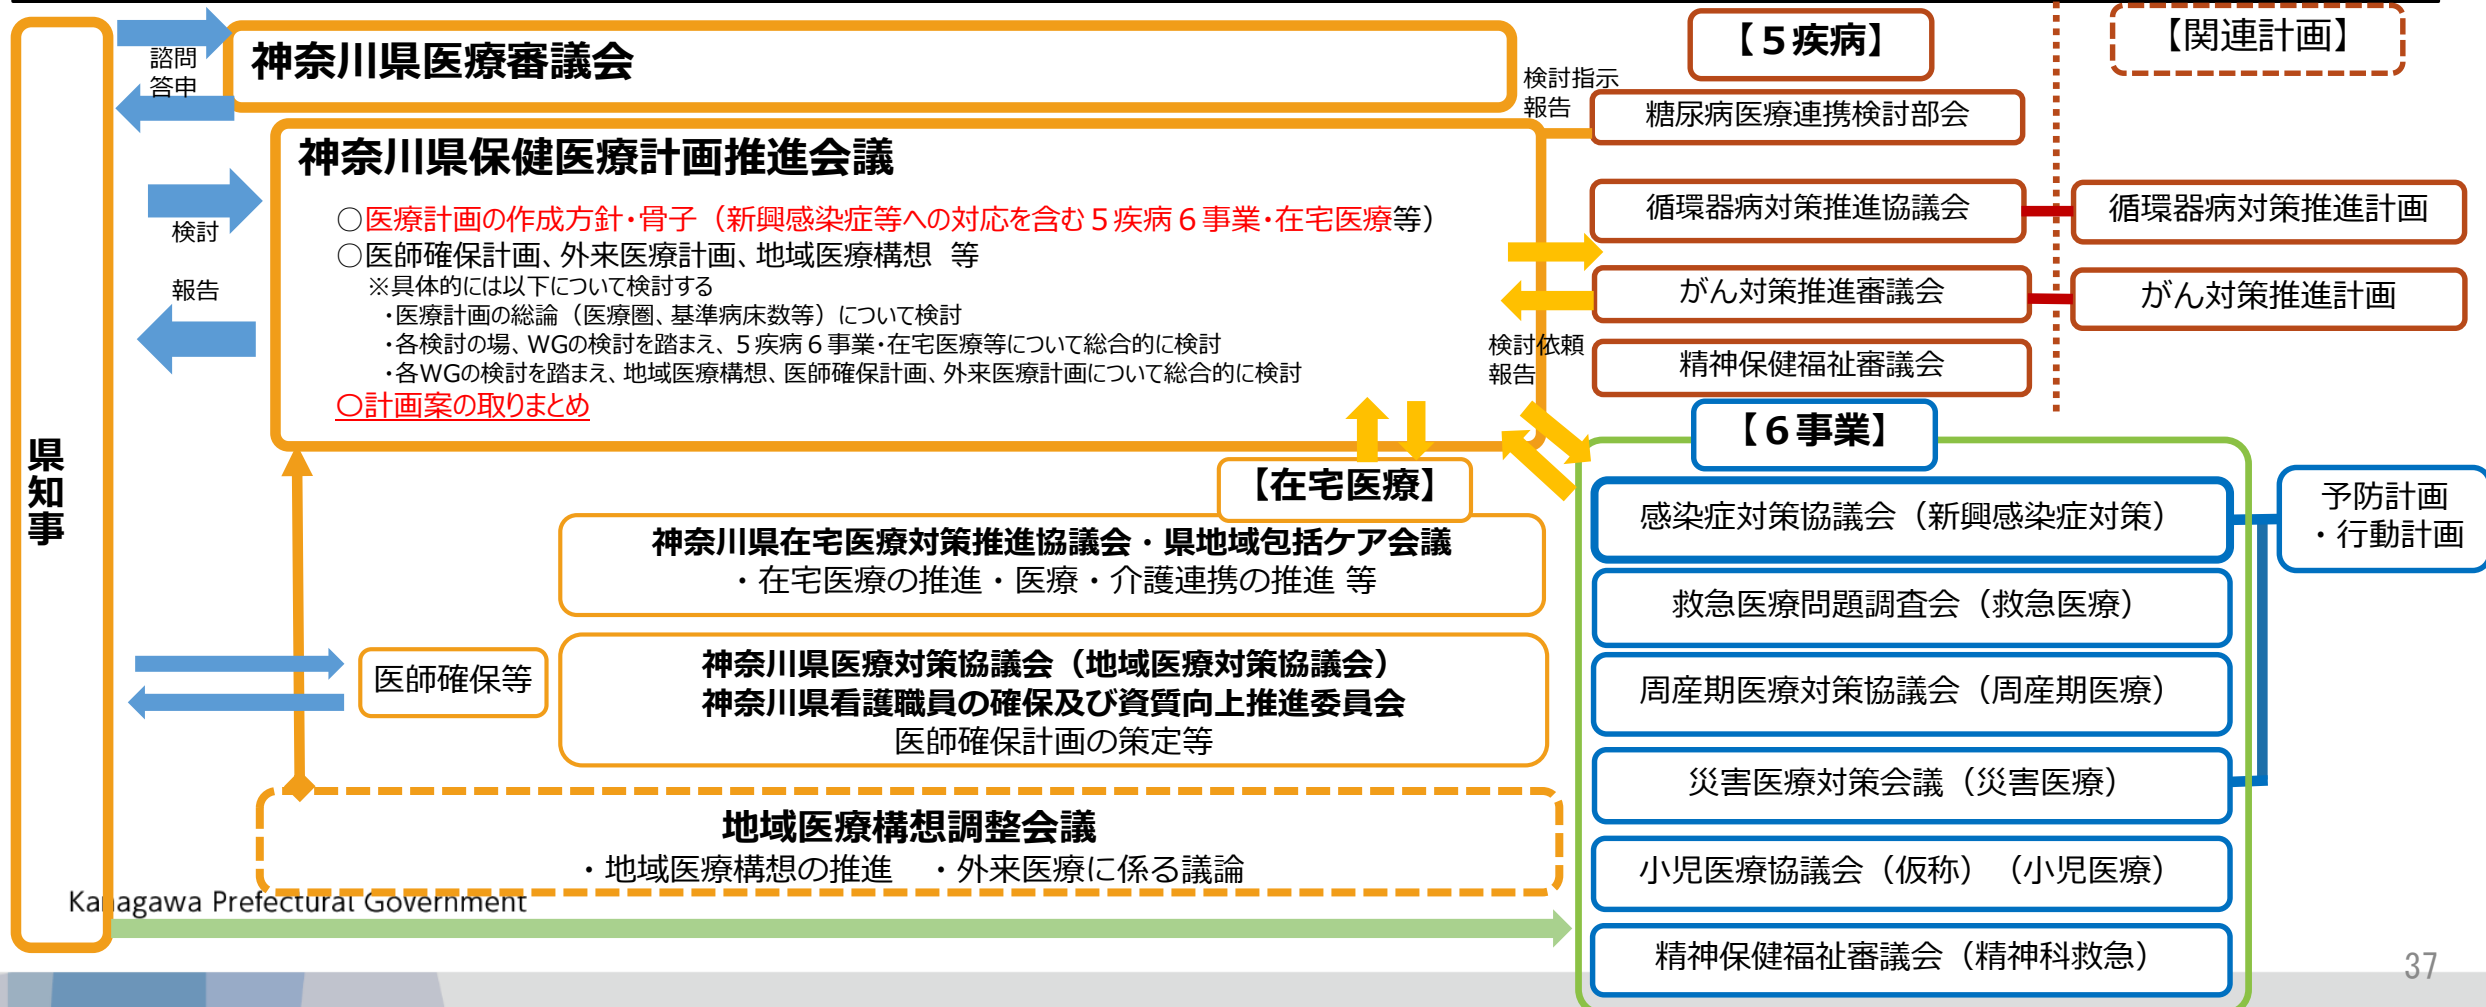 県知事
諮問
答申
神奈川県医療審議会
検討
報告
神奈川県保健医療計画推進会議
○医療計画の作成方針・骨子（新興感染症等への対応を含む５疾病６事業・在宅医療等）
○医師確保計画、外来医療計画、地域医療構想 等
※具体的には以下について検討する
・医療計画の総論（医療圏、基準病床数等）について検討
・各検討の場、WGの検討を踏まえ、５疾病６事業・在宅医療等について総合的に検討
・各WGの検討を踏まえ、地域医療構想、医師確保計画、外来医療計画について総合的に検討
〇計画案の取りまとめ
検討指示
報告
検討依頼
報告
【５疾病】
糖尿病医療連携検討部会
循環器病対策推進協議会
がん対策推進審議会
精神保健福祉審議会
【関連計画】
循環器病対策推進計画
がん対策推進計画
【在宅医療】
神奈川県在宅医療対策推進協議会・県地域包括ケア会議
・在宅医療の推進・医療・介護連携の推進 等
医師確保等
神奈川県医療対策協議会（地域医療対策協議会）
神奈川県看護職員の確保及び資質向上推進委員会
医師確保計画の策定等
地域医療構想調整会議
・地域医療構想の推進　・外来医療に係る議論
【６事業】
感染症対策協議会（新興感染症対策）
救急医療問題調査会（救急医療）
周産期医療対策協議会（周産期医療）
災害医療対策会議（災害医療）
小児医療協議会（仮称）（小児医療）
精神保健福祉審議会（精神科救急）
予防計画
・行動計画
Kanagawa Prefectural Government
37